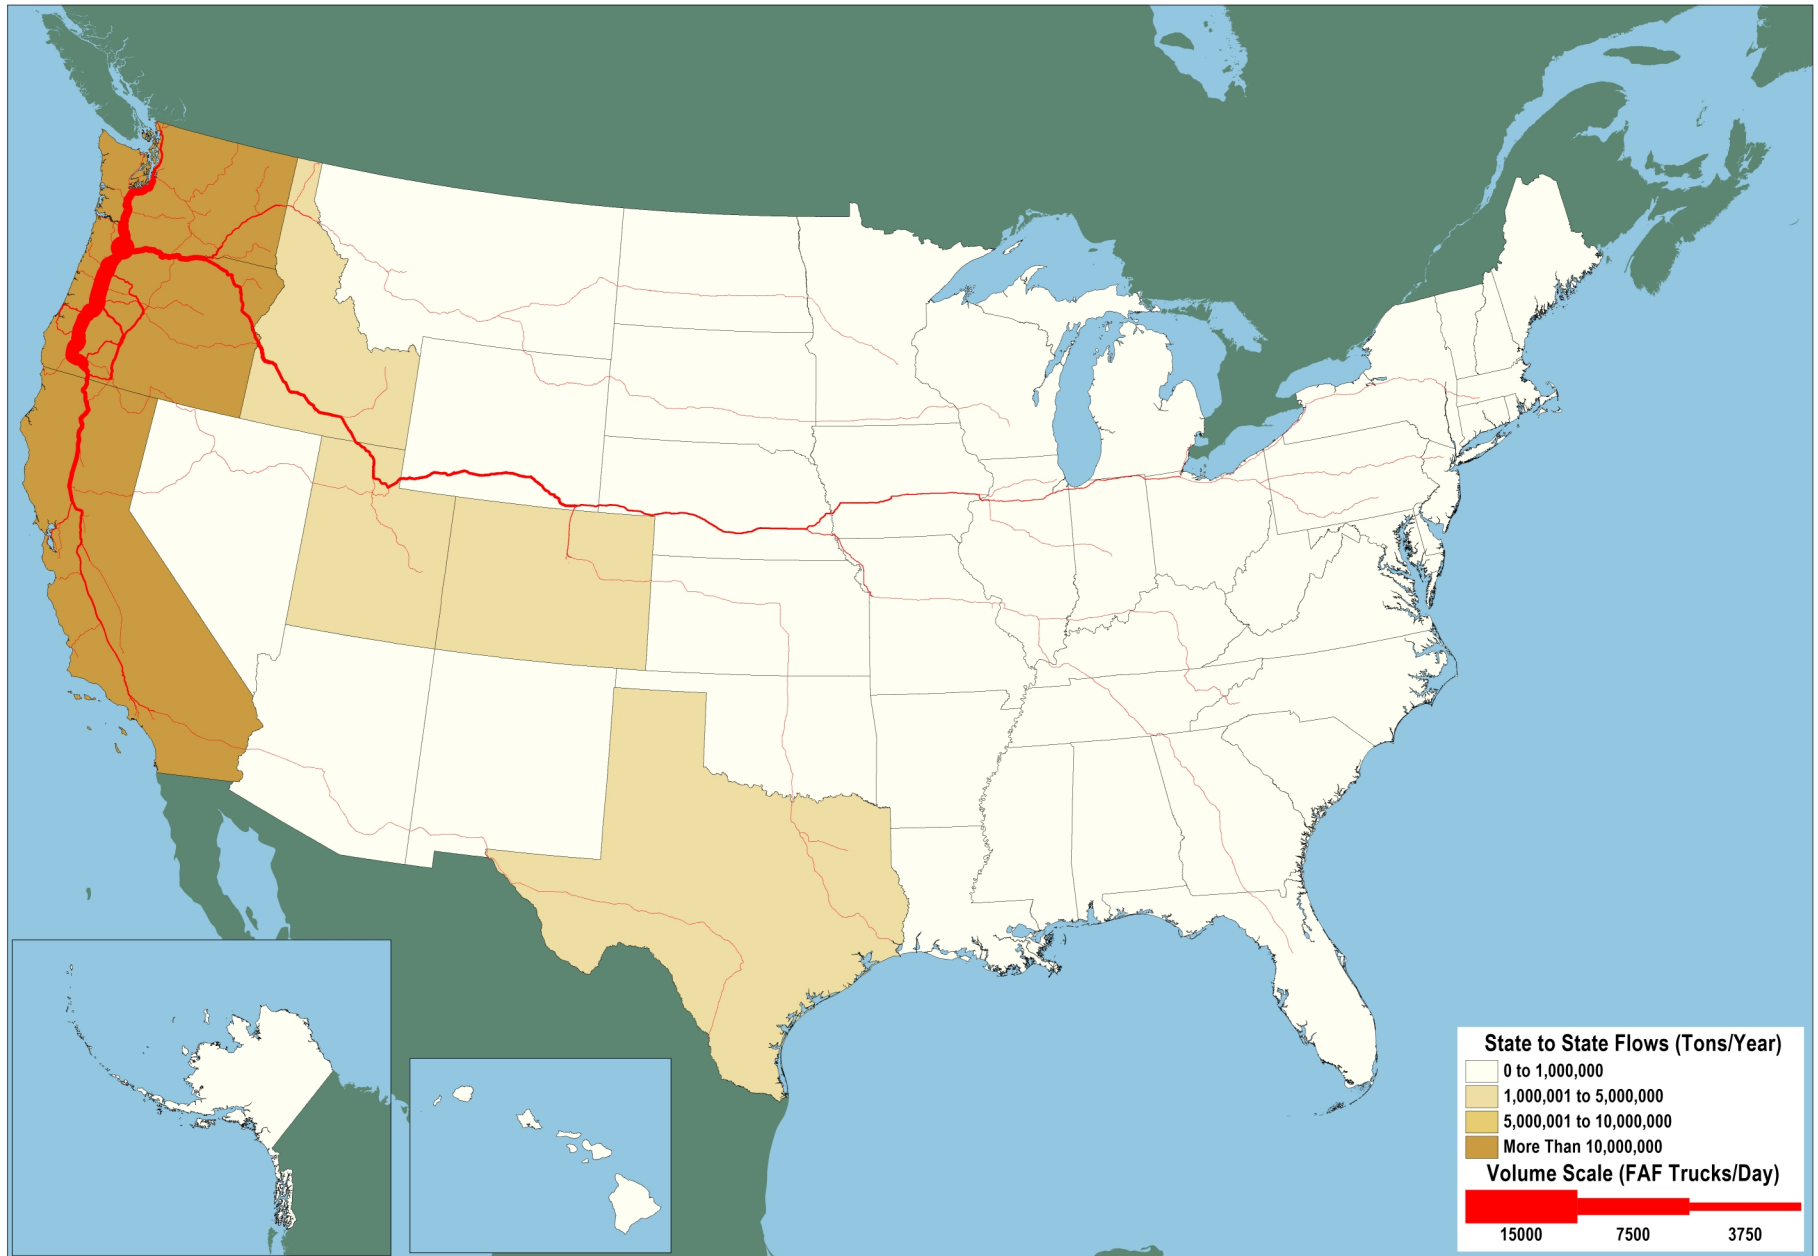 State to State Flows (Tons/Year)
0 to 1,000,000
1,000,001 to 5,000,000
5,000,001 to 10,000,000
More Than 10,000,000
Volume Scale (FAF Trucks/Day)
15000 7500 3750